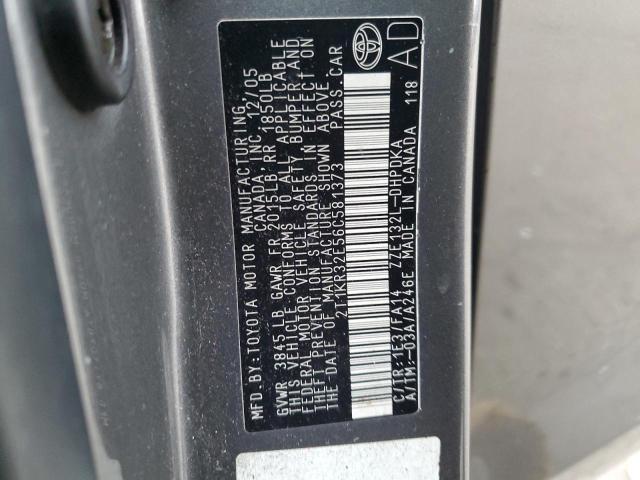 MFD.BY:TOYOTA MOTOR MANUFACTURING
CANADA, INC. 12/05
GVWR 3845LB GAWR FR 2015LB RR 1850LB
THIS VEHICLE CONFORMS TO ALL APPLICABLE
FEDERAL MOTOR VEHICLE SAFETY, BUMPER, AND
THEFT PREVENTION STANDARDS IN EFFECT ON
THE DATE OF MANUFACTURE SHOWN ABOVE
2T1KR32E56C581373 PASS.CAR
C/TR:1E3/FA14 ZZE132L-DHPDKA
A/TM:-03A/A246E MADE IN CANADA 118
AD